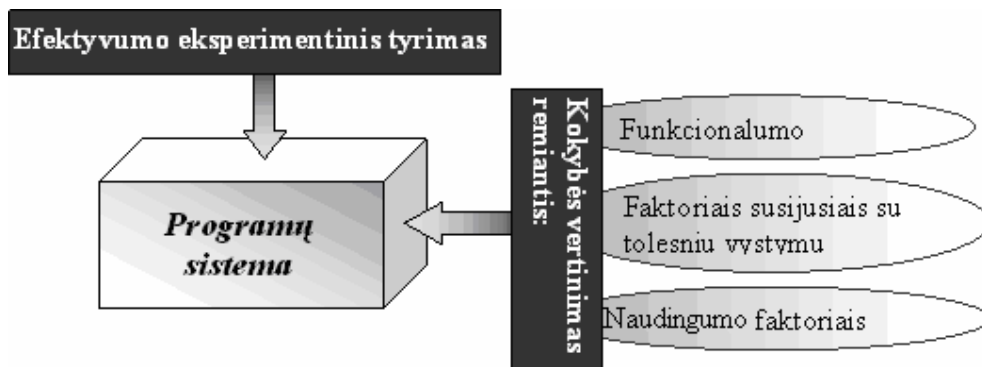 Efektyvumo eksperimentinis tyrimas
Programų
sistema
Kokybės vertinimas
remiantis:
Funkcionalumo
Faktoriais susijusiais su
tolesniu vystymu
Naudingumo faktoriais